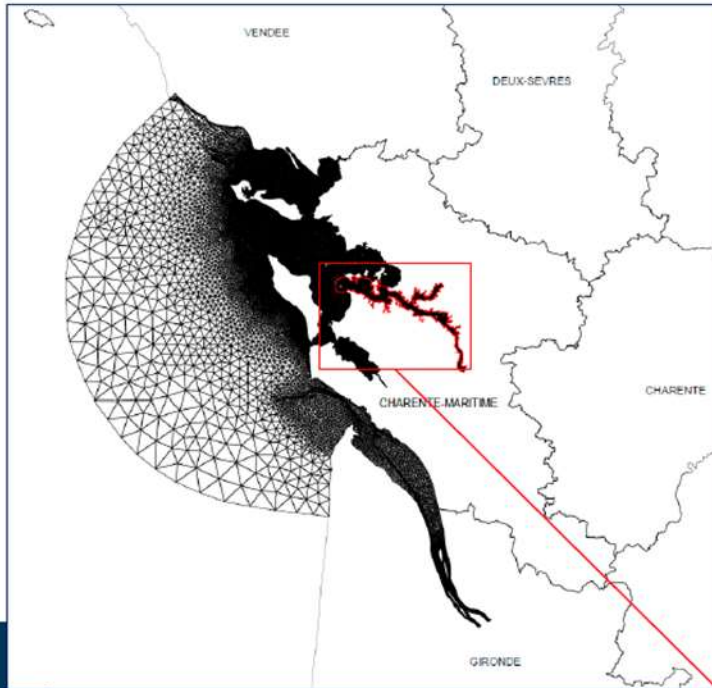 VENDEE
DEUX-SEVRES
CHARENTE
CHARENTE-MARITIME
GIRONDE